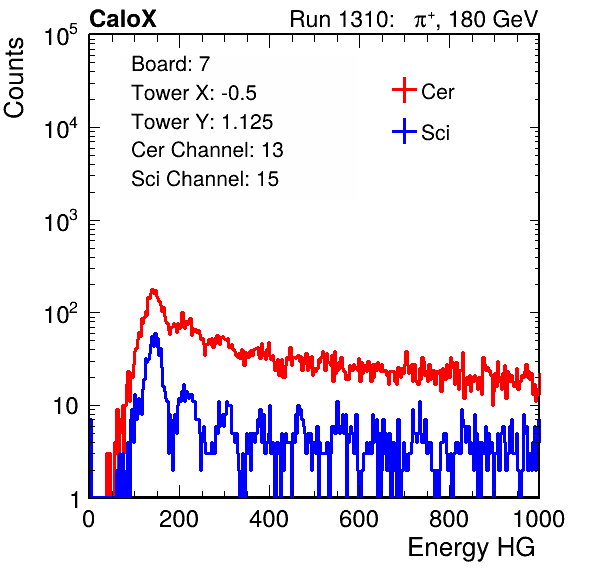 CaloX Run 1310: π⁺, 180 GeV
Counts
10⁵
10⁴
10³
10²
10
1
Board: 7
Tower X: -0.5
Tower Y: 1.125
Cer Channel: 13
Sci Channel: 15
Cer
Sci
0 200 400 600 800 1000
Energy HG